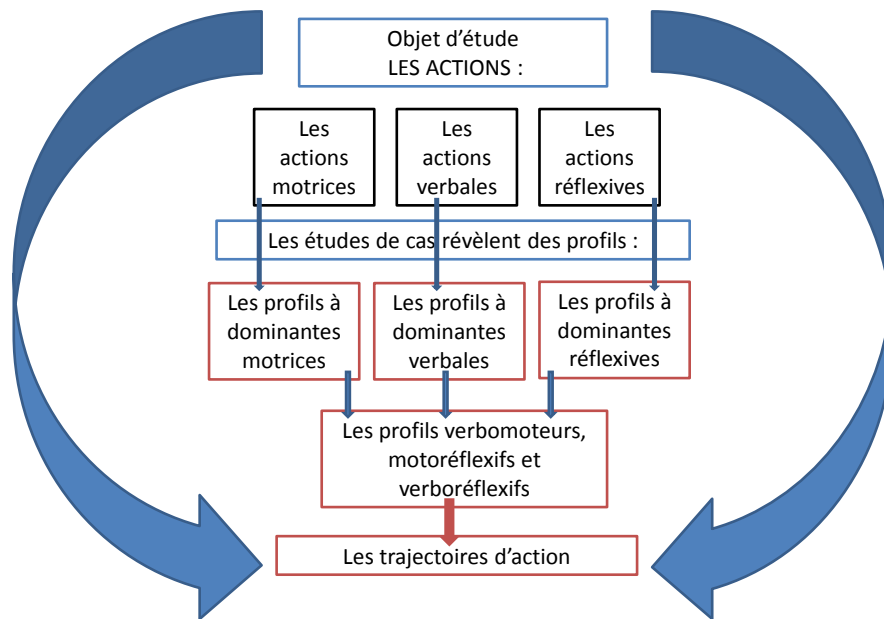 Objet d'étude
LES ACTIONS :
Les
actions
motrices
Les
actions
verbales
Les
actions
réflexives
Les études de cas révèlent des profils :
Les profils à
dominantes
motrices
Les profils à
dominantes
verbales
Les profils à
dominantes
réflexives
Les profils verbomoteurs,
motoréflexifs et
verboréflexifs
Les trajectoires d'action